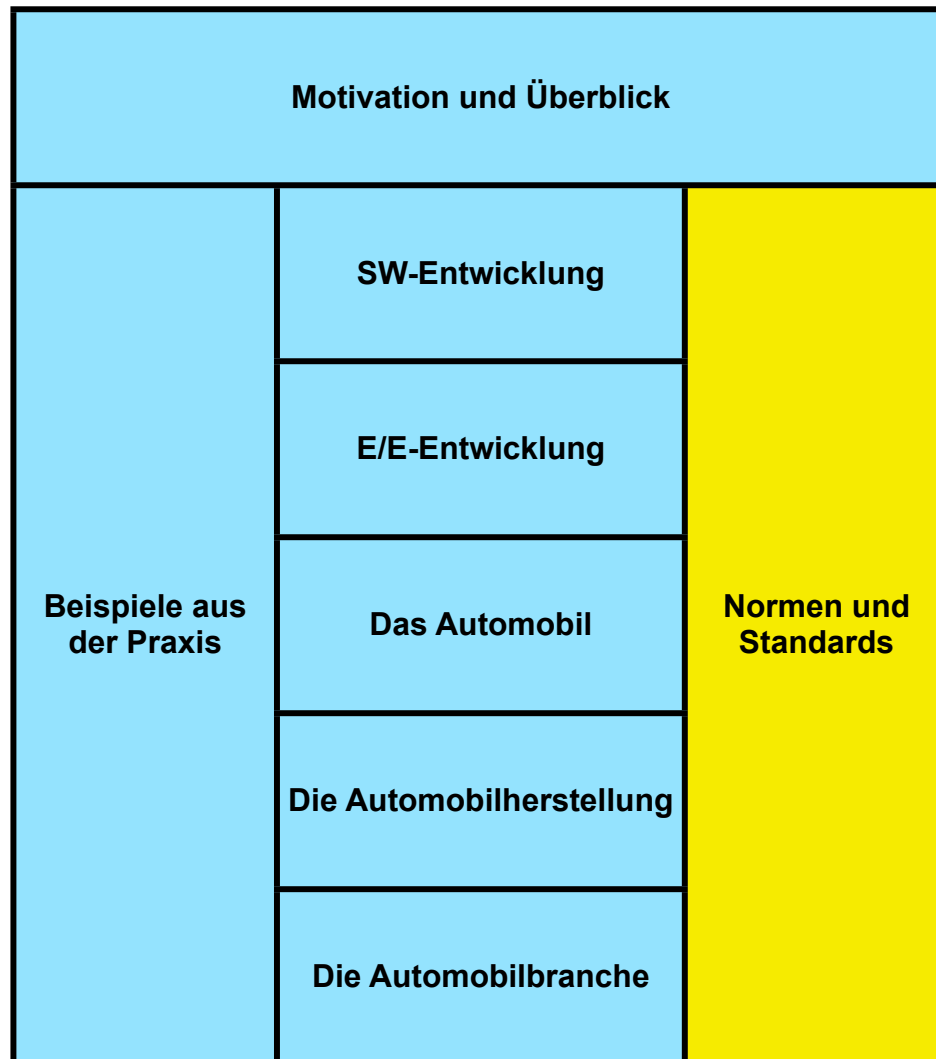 Motivation und Überblick
SW-Entwicklung
E/E-Entwicklung
Beispiele aus
der Praxis
Das Automobil
Normen und
Standards
Die Automobilherstellung
Die Automobilbranche